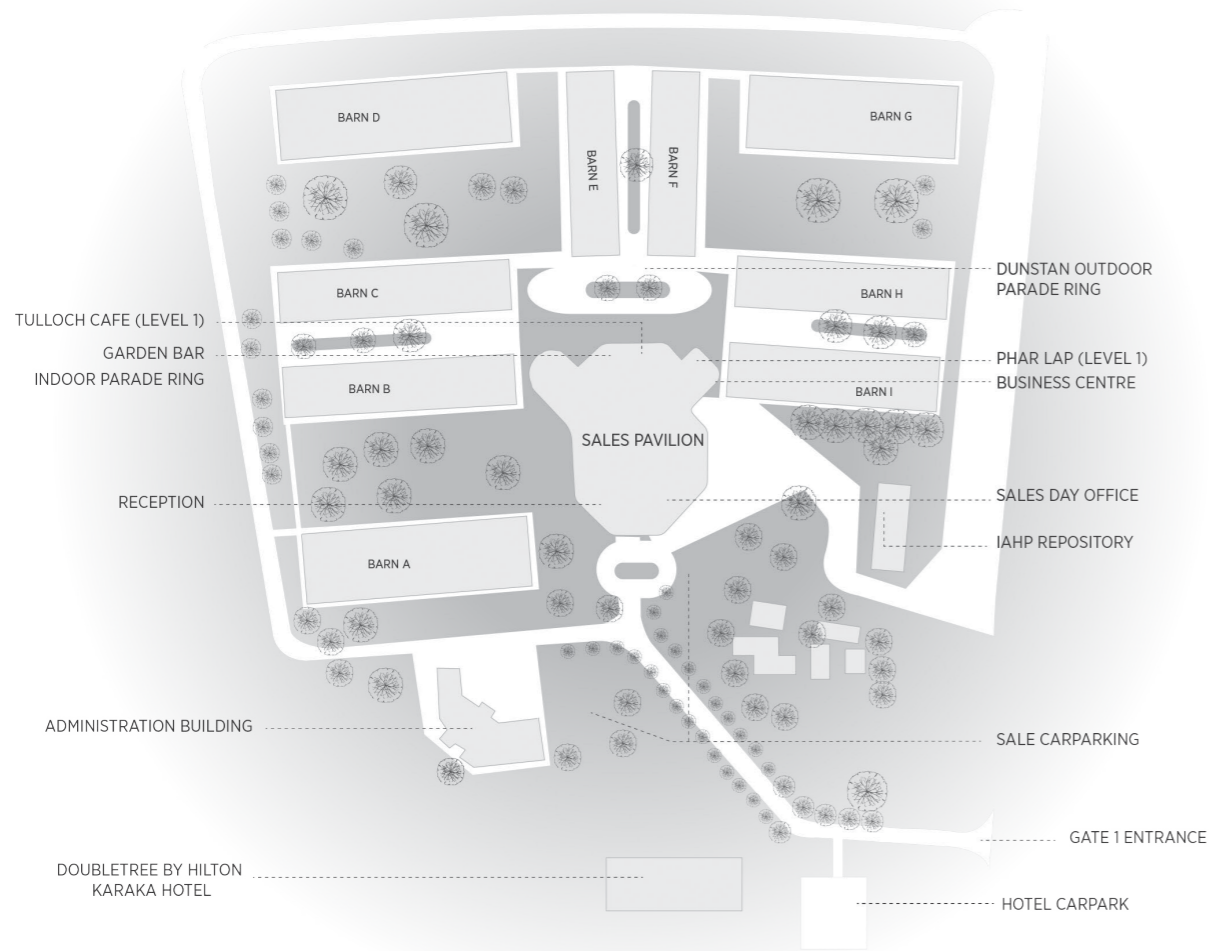 BARN D
BARN G
BARN E
BARN F
DUNSTAN OUTDOOR
PARADE RING
BARN C
BARN H
TULLOCH CAFE (LEVEL 1)
GARDEN BAR
PHAR LAP (LEVEL 1)
INDOOR PARADE RING
BUSINESS CENTRE
BARN B
BARN I
SALES PAVILION
RECEPTION
SALES DAY OFFICE
IAHP REPOSITORY
BARN A
ADMINISTRATION BUILDING
SALE CARPARKING
GATE 1 ENTRANCE
DOUBLETREE BY HILTON
KARAKA HOTEL
HOTEL CARPARK